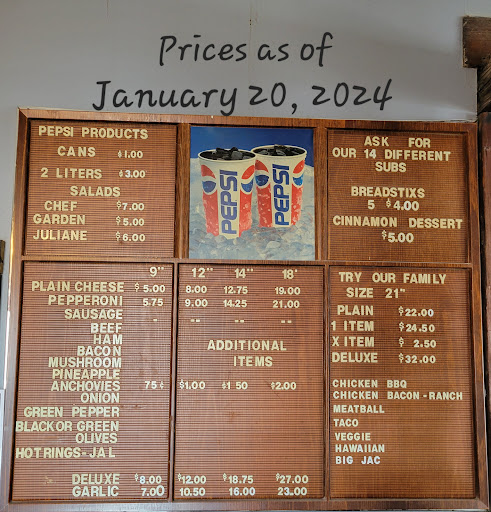 Prices as of
January 20, 2024
PEPSI PRODUCTS
CANS $1.00
2 LITERS $3.00
SALADS
CHEF $7.00
GARDEN $5.00
JULIANE $6.00
PEPSI PEPSI
ASK FOR
OUR 14 DIFFERENT
SUBS
BREADSTIXS
5 $4.00
CINNAMON DESSERT
$5.00
9" 12" 14" 18'
PLAIN CHEESE $5.00 8.00 12.75 19.00
PEPPERONI 5.75 9.00 14.25 21.00
SAUSAGE -- -- -- --
BEEF
HAM
BACON
MUSHROOM
PINEAPPLE
ANCHOVIES 75¢ $1.00 $1 50 $2.00
ONION
GREEN PEPPER
BLACK OR GREEN
OLIVES
HOT RINGS-JAL
ADDITIONAL
ITEMS
DELUXE $8.00 $12.00 $18.75 $27.00
GARLIC 7.00 10.50 16.00 23.00
TRY OUR FAMILY
SIZE 21"
PLAIN $22.00
1 ITEM $24.50
X ITEM $ 2.50
DELUXE $32.00
CHICKEN BBQ
CHICKEN BACON-RANCH
MEATBALL
TACO
VEGGIE
HAWAIIAN
BIG JAC